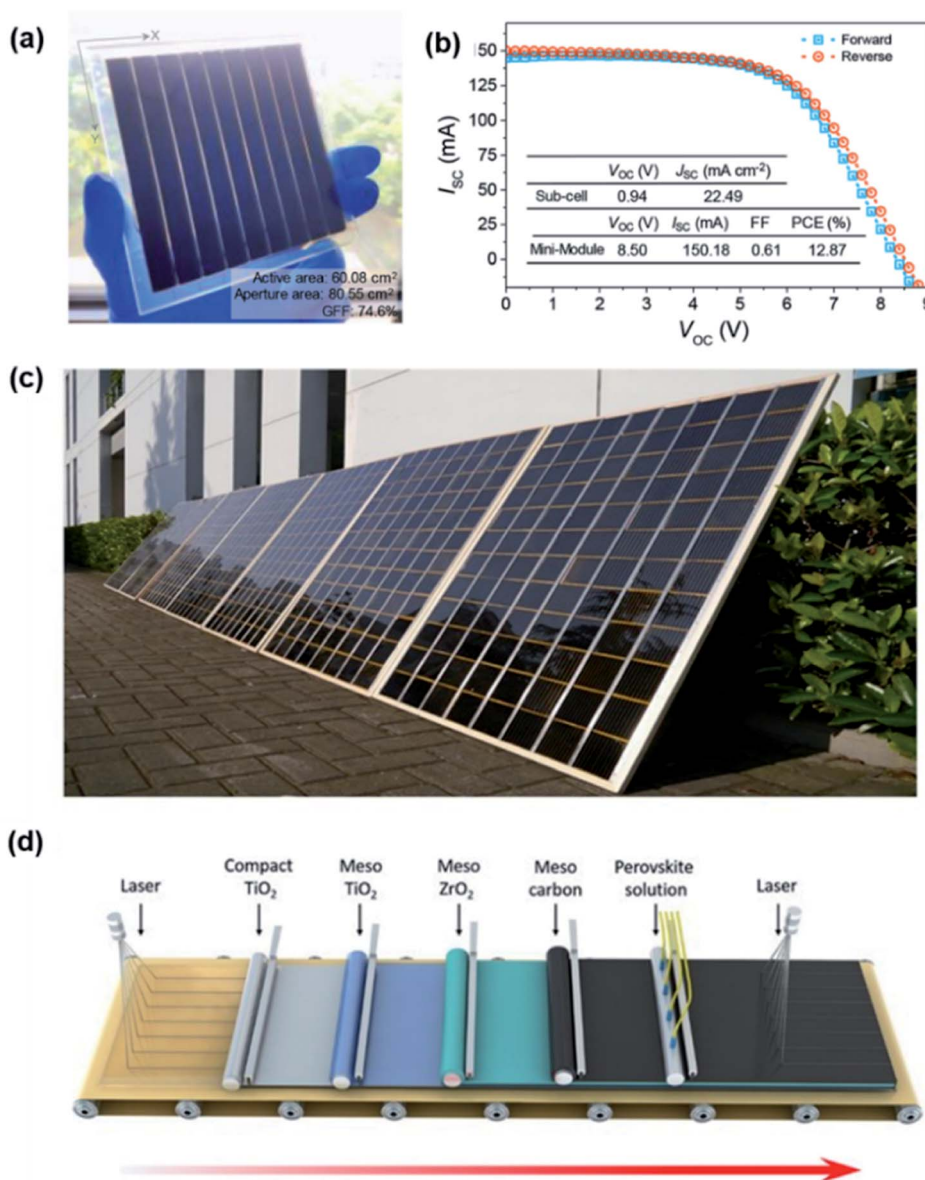 (a)
X
Y
Active area: 60.08 cm²
Aperture area: 80.55 cm²
GFF: 74.6%
(b)
Forward
Reverse
150
125
100
75
50
25
0
I_SC (mA)
V_OC (V) J_SC (mA cm⁻²)
Sub-cell 0.94 22.49
V_OC (V) I_SC (mA) FF PCE (%)
Mini-Module 8.50 150.18 0.61 12.87
0 1 2 3 4 5 6 7 8 9
V_OC (V)
(c)
(d)
Laser
Compact
TiO₂
Meso
TiO₂
Meso
ZrO₂
Meso
carbon
Perovskite
solution
Laser